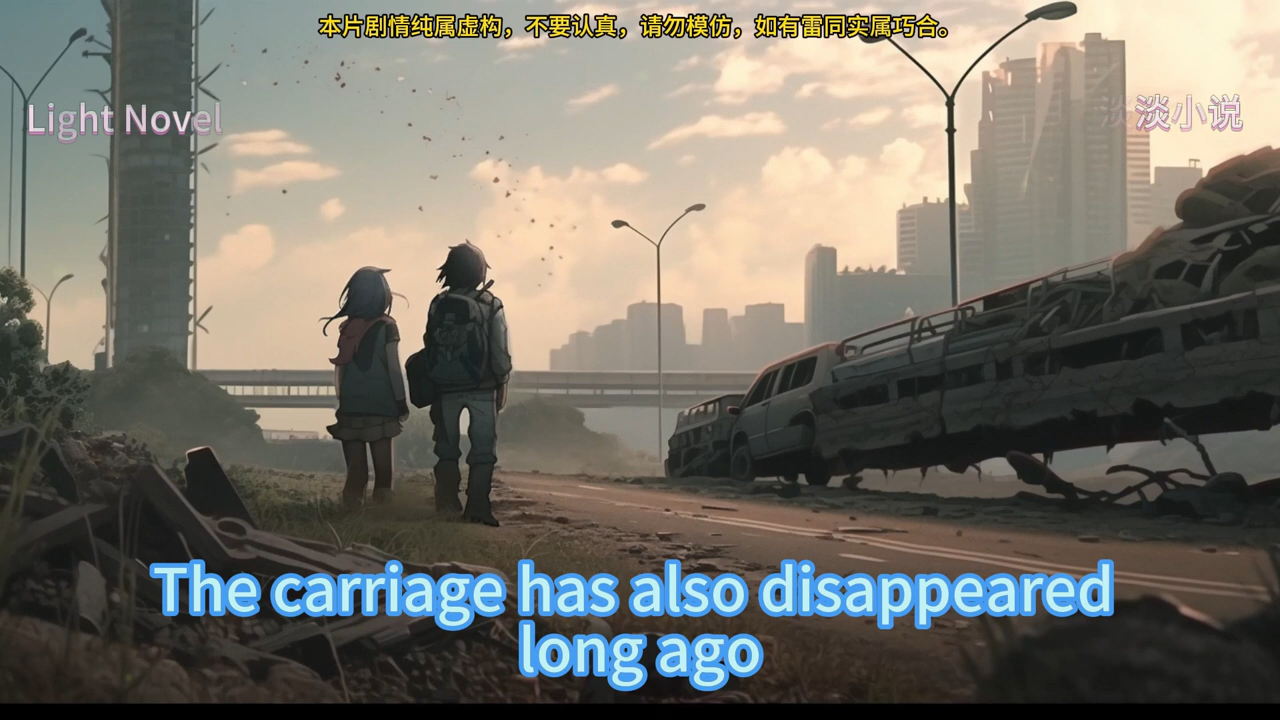 本片剧情纯属虚构，不要认真，请勿模仿，如有雷同实属巧合。
Light Novel
淡淡小说
The carriage has also disappeared
long ago